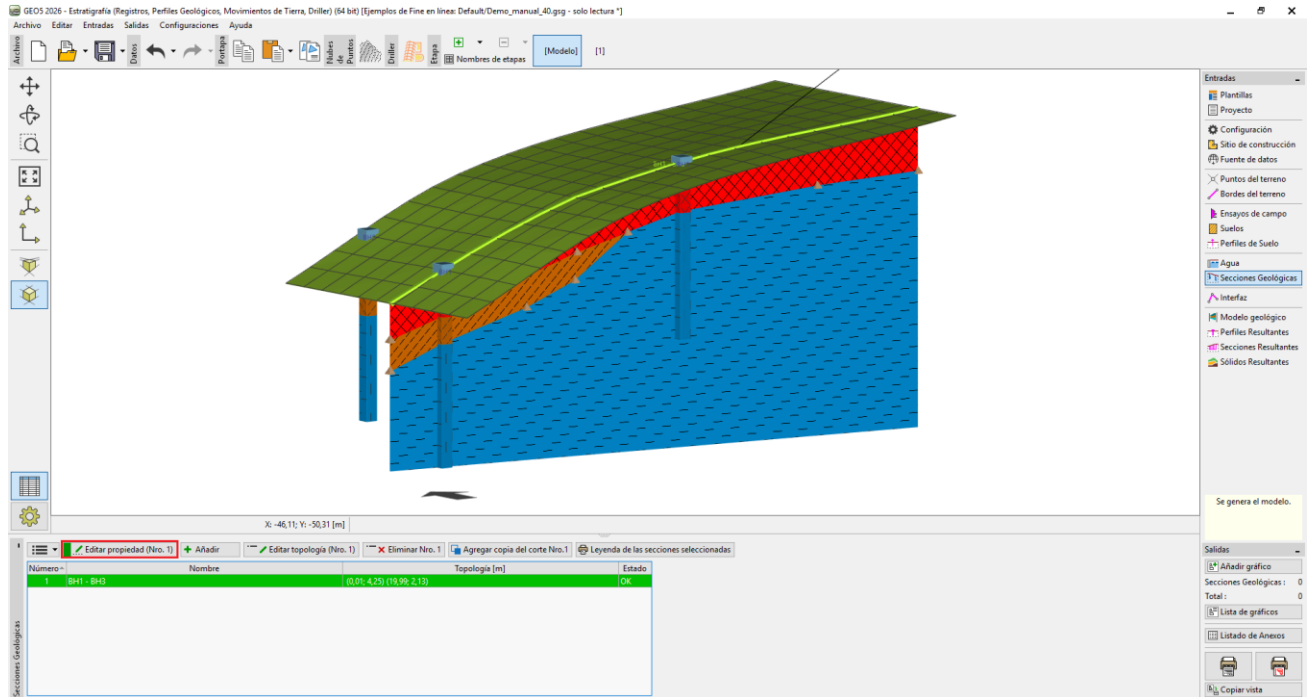 GEO5 2026 - Estratigrafía (Registros, Perfiles Geológicos, Movimientos de Tierra, Driller) (64 bit) [Ejemplos de Fine en línea: Default/Demo_manual_40.gsg - solo lectura *]
Archivo Editar Entradas Salidas Configuraciones Ayuda
Archivo
Datos
Portapa
Nubes de Puntos
Driller
Etapa
Nombres de etapas
[Modelo] [1]
Entradas
Plantillas
Proyecto
Configuración
Sitio de construcción
Fuente de datos
Puntos del terreno
Bordes del terreno
Ensayos de campo
Suelos
Perfiles de Suelo
Agua
Secciones Geológicas
Interfaz
Modelo geológico
Perfiles Resultantes
Secciones Resultantes
Sólidos Resultantes
Se genera el modelo.
X: -46,11; Y: -50,31 [m]
Editar propiedad (Nro. 1) Añadir Editar topología (Nro. 1) Eliminar Nro. 1 Agregar copia del corte Nro.1 Leyenda de las secciones seleccionadas
Número Nombre Topología [m] Estado
1 BH1 - BH3 (0,01; 4,25) (19,99; 2,13) OK
Secciones Geológicas
Salidas
Añadir gráfico
Secciones Geológicas : 0
Total : 0
Lista de gráficos
Listado de Anexos
Copiar vista